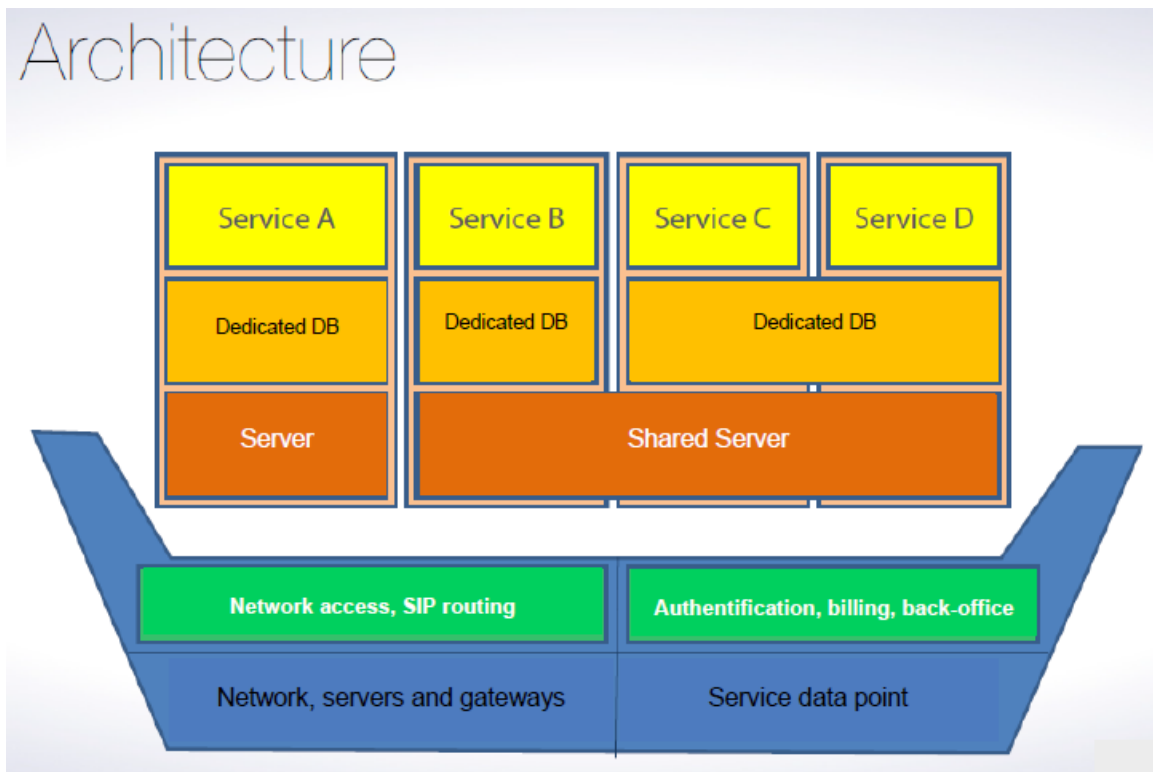 Architecture
Service A
Service B
Service C
Service D
Dedicated DB
Dedicated DB
Dedicated DB
Server
Shared Server
Network access, SIP routing
Authentification, billing, back-office
Network, servers and gateways
Service data point